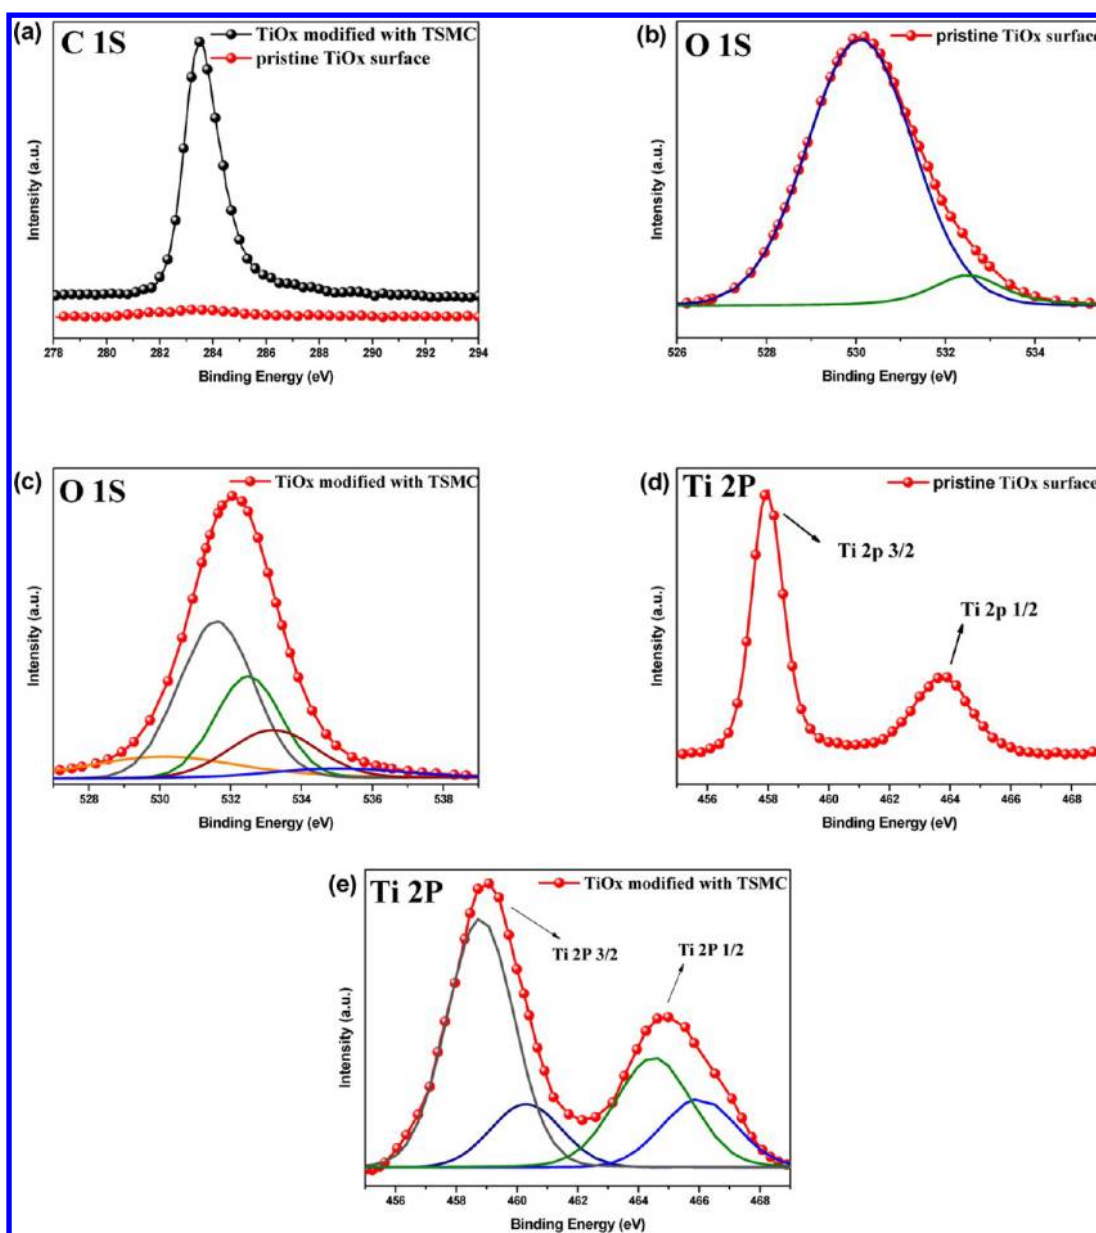 (a)
C 1S
TiOx modified with TSMC
pristine TiOx surface
Intensity (a.u.)
278 280 282 284 286 288 290 292 294
Binding Energy (eV)
(b)
O 1S
pristine TiOx surface
Intensity (a.u.)
526 528 530 532 534
Binding Energy (eV)
(c)
O 1S
TiOx modified with TSMC
Intensity (a.u.)
528 530 532 534 536 538
Binding Energy (eV)
(d)
Ti 2P
pristine TiOx surface
Ti 2p 3/2
Ti 2p 1/2
Intensity (a.u.)
456 458 460 462 464 466 468
Binding Energy (eV)
(e)
Ti 2P
TiOx modified with TSMC
Ti 2P 3/2
Ti 2P 1/2
Intensity (a.u.)
456 458 460 462 464 466 468
Binding Energy (eV)